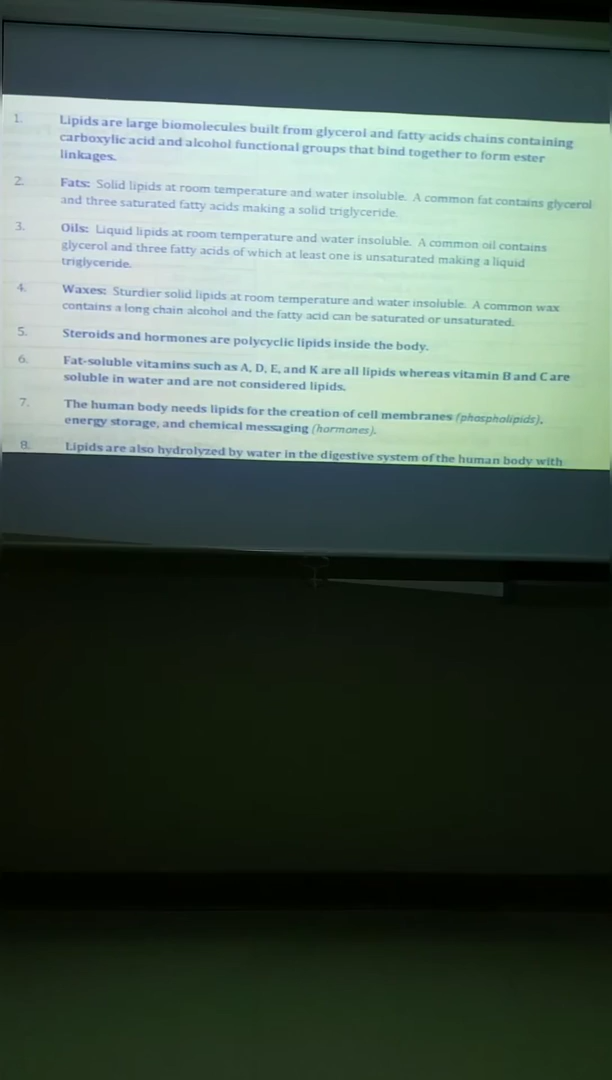 1. Lipids are large biomolecules built from glycerol and fatty acids chains containing
carboxylic acid and alcohol functional groups that bind together to form ester
linkages.
2. Fats: Solid lipids at room temperature and water insoluble. A common fat contains glycerol
and three saturated fatty acids making a solid triglyceride.
3. Oils: Liquid lipids at room temperature and water insoluble. A common oil contains
glycerol and three fatty acids of which at least one is unsaturated making a liquid
triglyceride.
4. Waxes: Sturdier solid lipids at room temperature and water insoluble. A common wax
contains a long chain alcohol and the fatty acid can be saturated or unsaturated.
5. Steroids and hormones are polycyclic lipids inside the body.
6. Fat-soluble vitamins such as A, D, E, and K are all lipids whereas vitamin B and C are
soluble in water and are not considered lipids.
7. The human body needs lipids for the creation of cell membranes (phospholipids),
energy storage, and chemical messaging (hormones).
8. Lipids are also hydrolyzed by water in the digestive system of the human body with